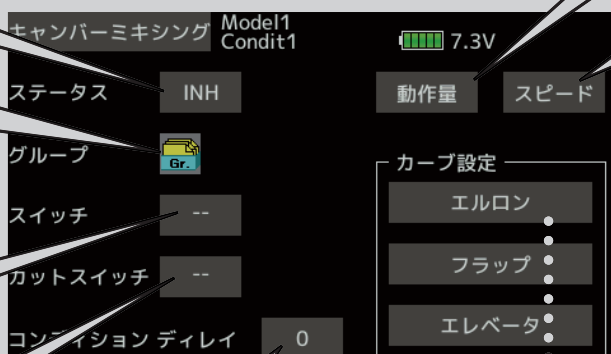 キャンバーミキシング
Model1
Condit1
7.3V
ステータス
INH
動作量
スピード
グループ
Gr.
カーブ設定
スイッチ
--
エルロン
カットスイッチ
--
フラップ
コンディション ディレイ
0
エレベータ